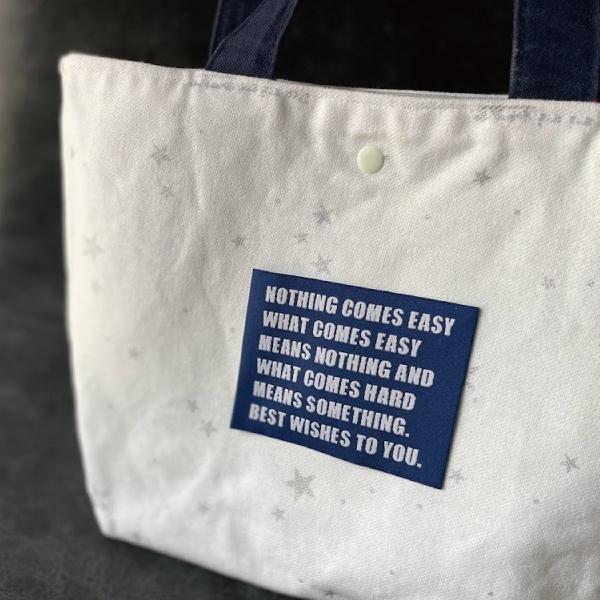 NOTHING COMES EASY
WHAT COMES EASY
MEANS NOTHING AND
WHAT COMES HARD
MEANS SOMETHING.
BEST WISHES TO YOU.